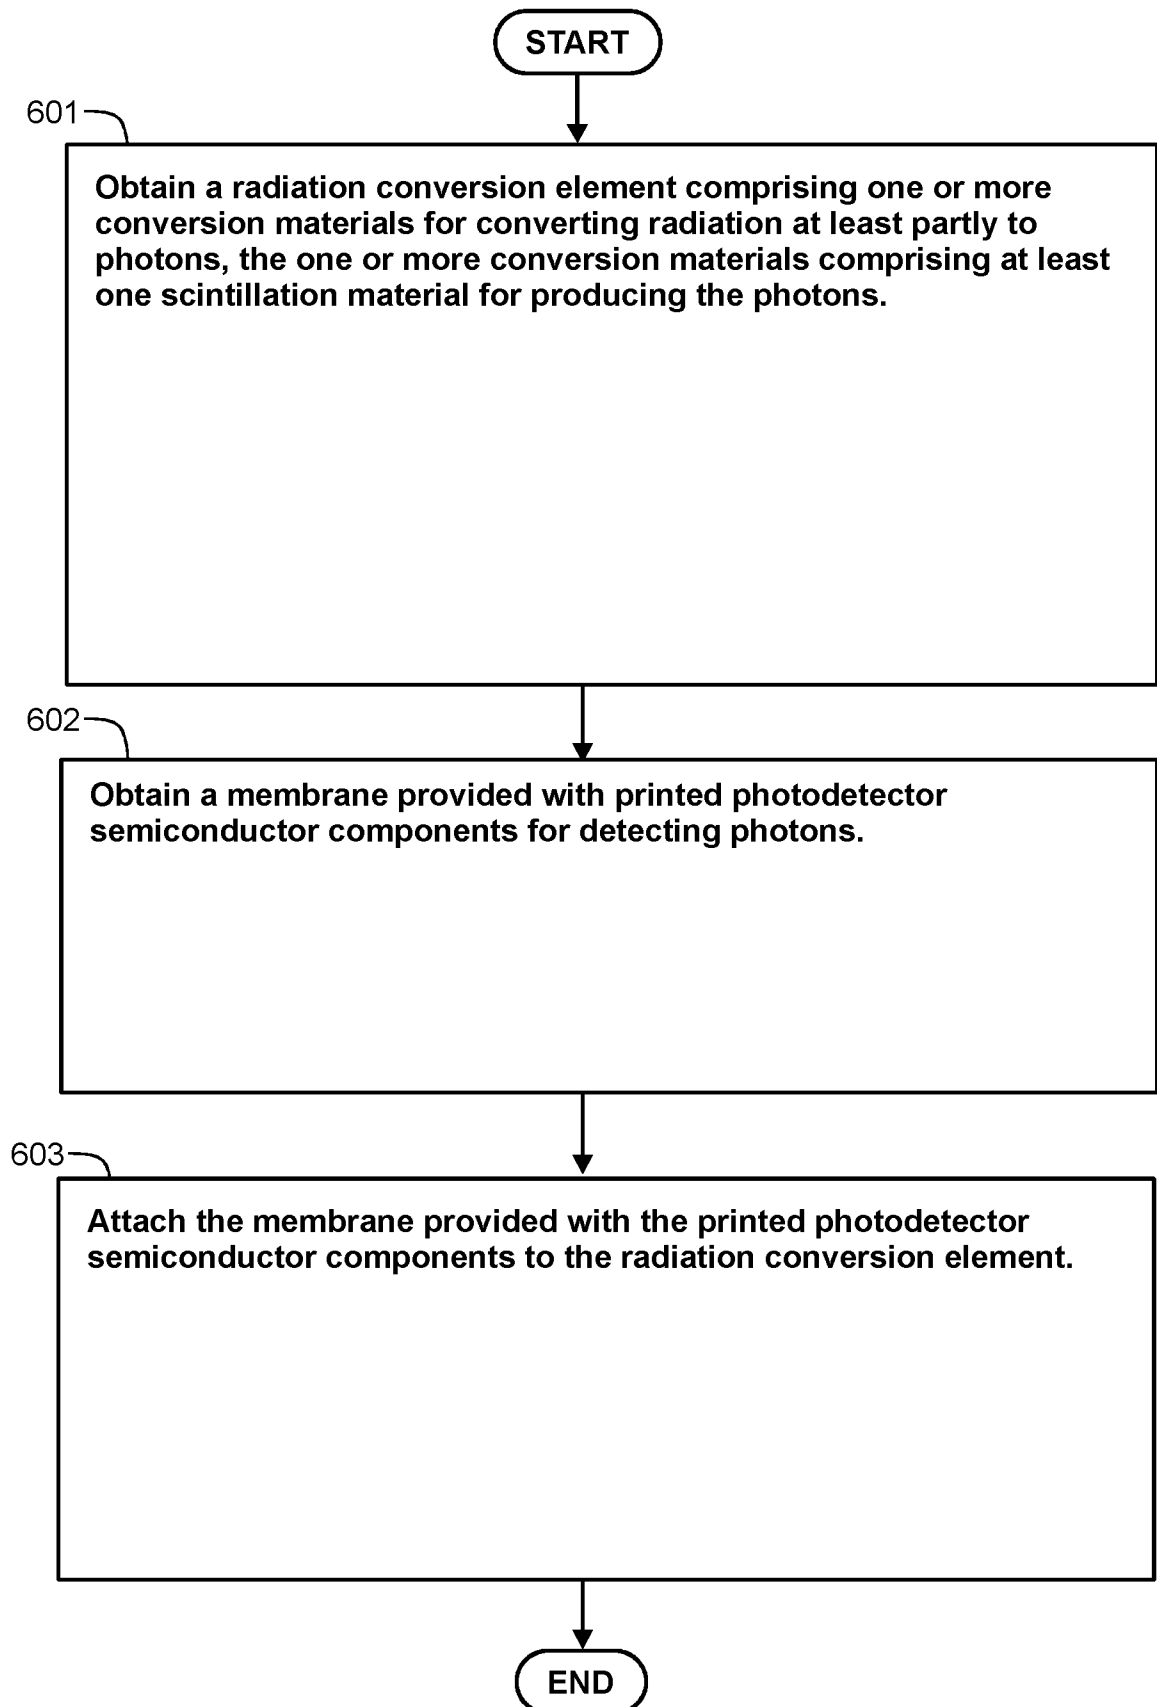 START
601
Obtain a radiation conversion element comprising one or more
conversion materials for converting radiation at least partly to
photons, the one or more conversion materials comprising at least
one scintillation material for producing the photons.
602
Obtain a membrane provided with printed photodetector
semiconductor components for detecting photons.
603
Attach the membrane provided with the printed photodetector
semiconductor components to the radiation conversion element.
END